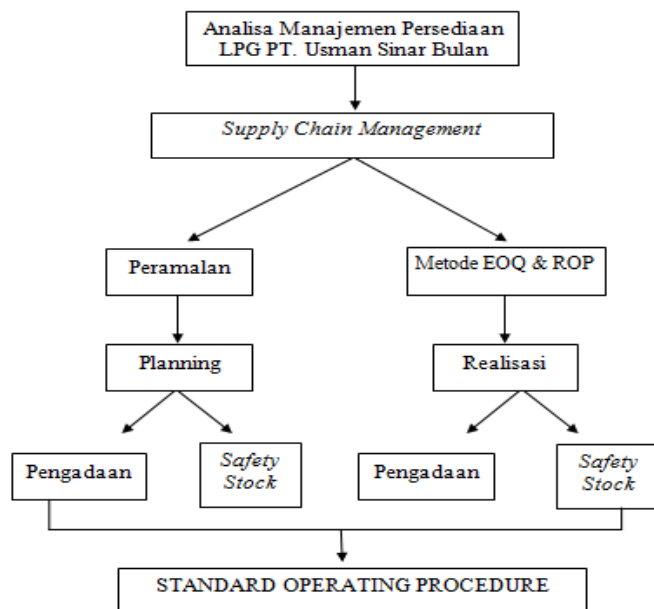 Analisa Manajemen Persediaan
LPG PT. Usman Sinar Bulan
Supply Chain Management
Peramalan
Metode EOQ & ROP
Planning
Realisasi
Pengadaan
Safety
Stock
Pengadaan
Safety
Stock
STANDARD OPERATING PROCEDURE